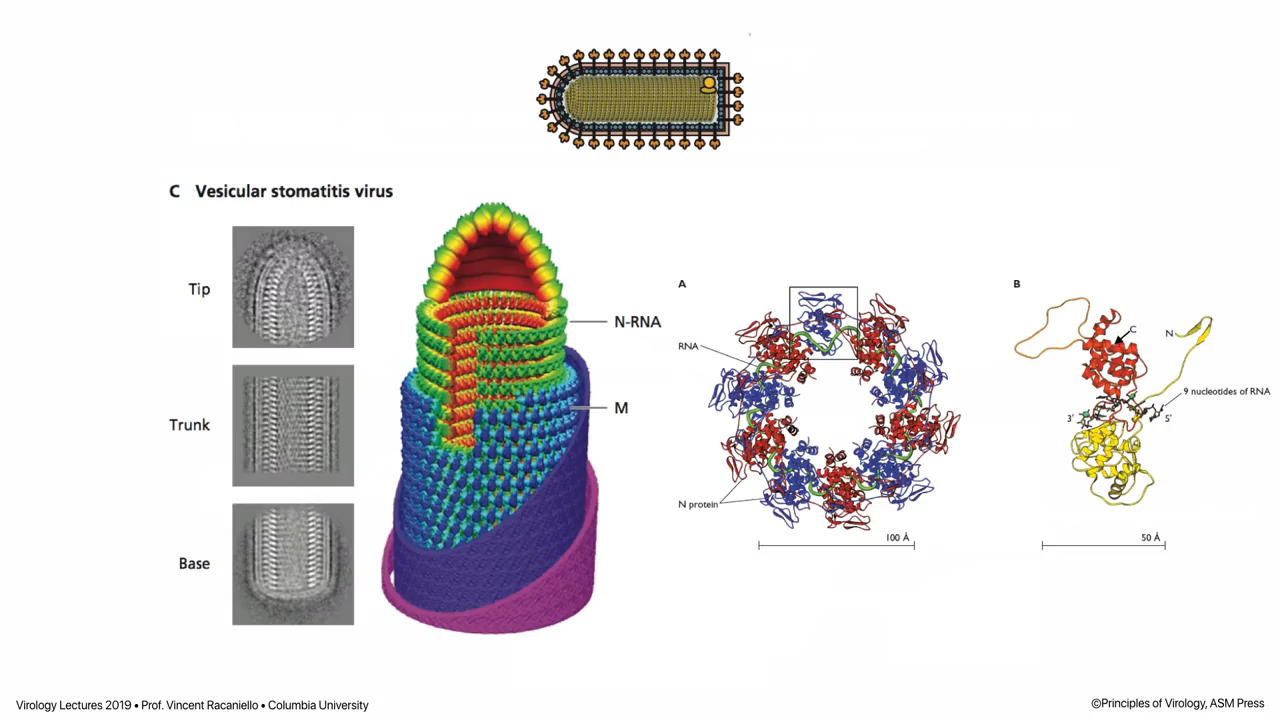 C Vesicular stomatitis virus
Tip
Trunk
Base
N-RNA
M
A
RNA
N protein
100 Å
B
C
N
9 nucleotides of RNA
3'
5'
50 Å
Virology Lectures 2019 • Prof. Vincent Racaniello • Columbia University
©Principles of Virology, ASM Press